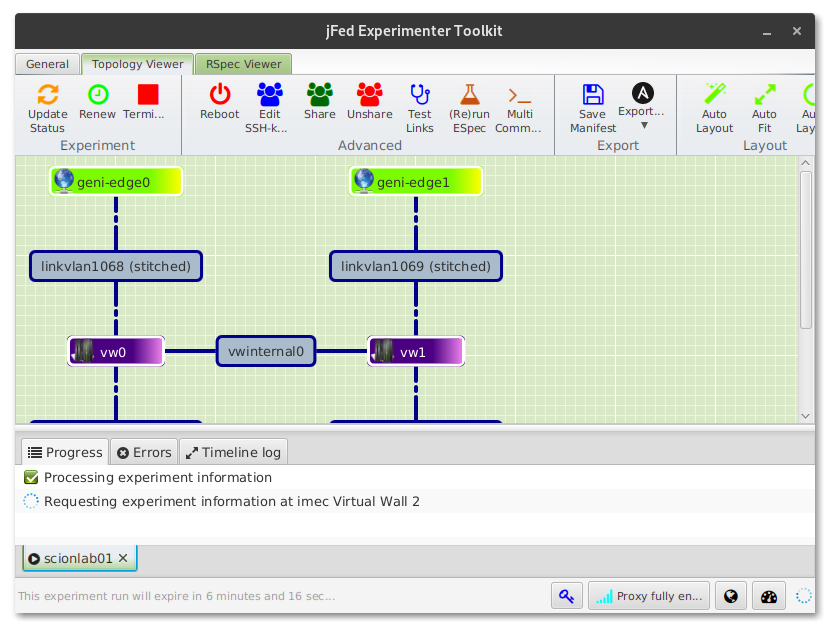 jFed Experimenter Toolkit
General Topology Viewer RSpec Viewer
Update Status Renew Termi... Reboot Edit SSH-k... Share Unshare Test Links (Re)run ESpec Multi Comm... Save Manifest Export... Auto Layout Auto Fit
Experiment Advanced Export Layout
geni-edge0 geni-edge1
linkvlan1068 (stitched) linkvlan1069 (stitched)
vw0 vwinternal0 vw1
Progress Errors Timeline log
Processing experiment information
Requesting experiment information at imec Virtual Wall 2
scionlab01
This experiment run will expire in 6 minutes and 16 sec... Proxy fully en...